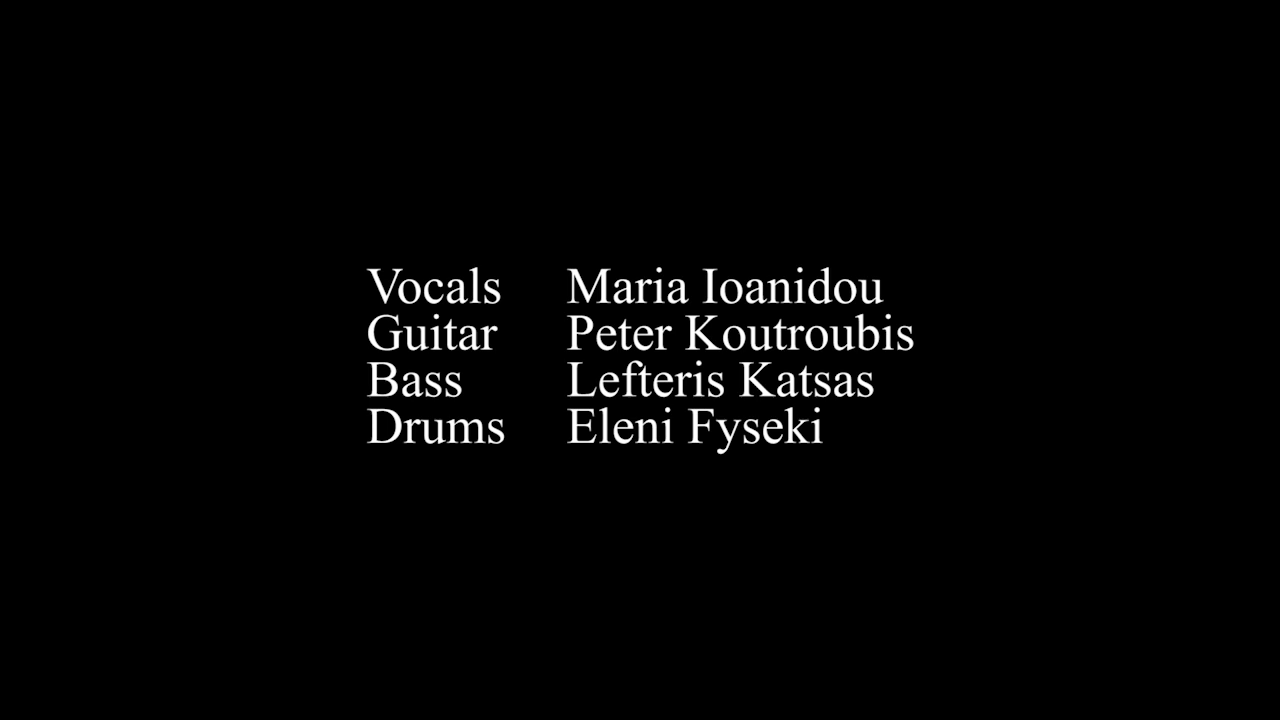 Vocals Maria Ioanidou
Guitar Peter Koutroubis
Bass Lefteris Katsas
Drums Eleni Fyseki